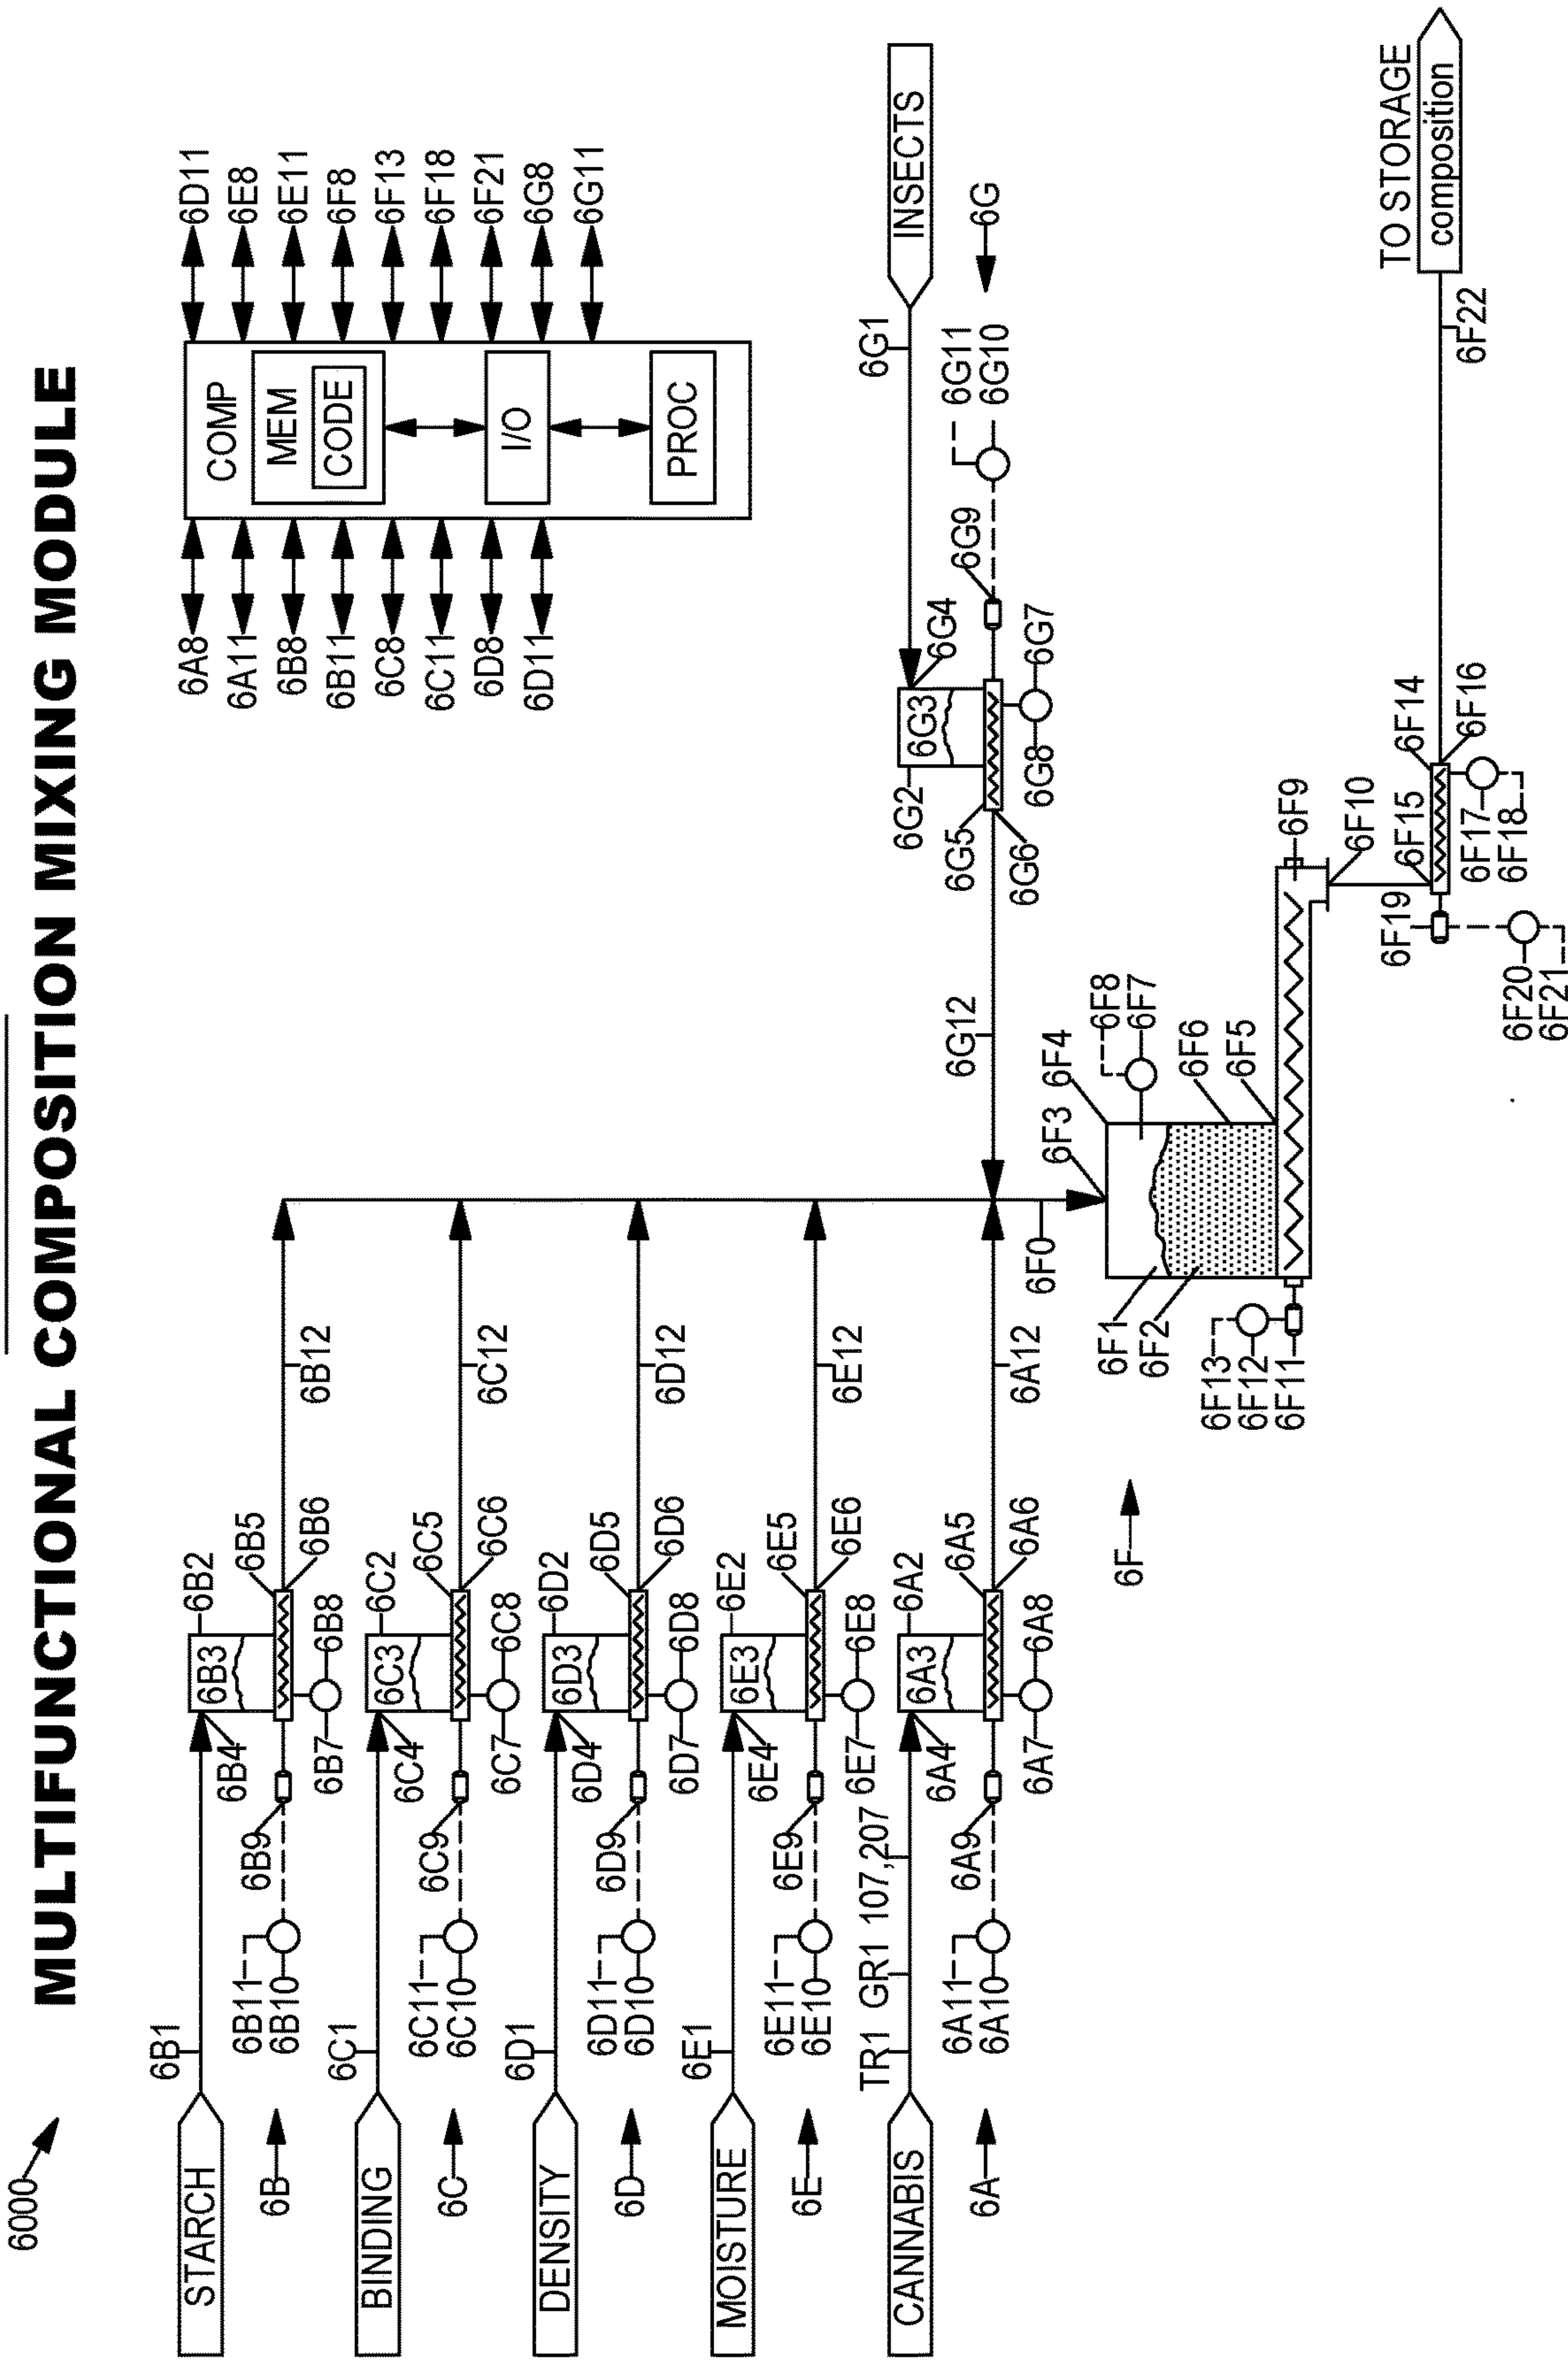 6000
MULTIFUNCTIONAL COMPOSITION MIXING MODULE
STARCH
6B1
6B
6B11
6B10
6B9
6B4
6B3
6B2
6B5
6B6
6B7
6B8
6B12
BINDING
6C1
6C
6C11
6C10
6C9
6C4
6C3
6C2
6C5
6C6
6C7
6C8
6C12
DENSITY
6D1
6D
6D11
6D10
6D9
6D4
6D3
6D2
6D5
6D6
6D7
6D8
6D12
MOISTURE
6E1
6E
6E11
6E10
6E9
6E4
6E3
6E2
6E5
6E6
6E7
6E8
6E12
CANNABIS
TR1 GR1 107,207
6A
6A11
6A10
6A9
6A4
6A3
6A2
6A5
6A6
6A7
6A8
6A12
6A8
6A11
6B8
6B11
6C8
6C11
6D8
6D11
COMP
MEM
CODE
I/O
PROC
6D11
6E8
6E11
6F8
6F13
6F18
6F21
6G8
6G11
INSECTS
6G1
6G
6G11
6G10
6G9
6G4
6G3
6G2
6G5
6G6
6G8
6G7
6G12
6F
6F0
6F3
6F4
6F8
6F7
6F1
6F2
6F6
6F5
6F13
6F12
6F11
6F9
6F10
6F19
6F15
6F14
6F16
6F17
6F18
6F20
6F21
6F22
TO STORAGE
composition